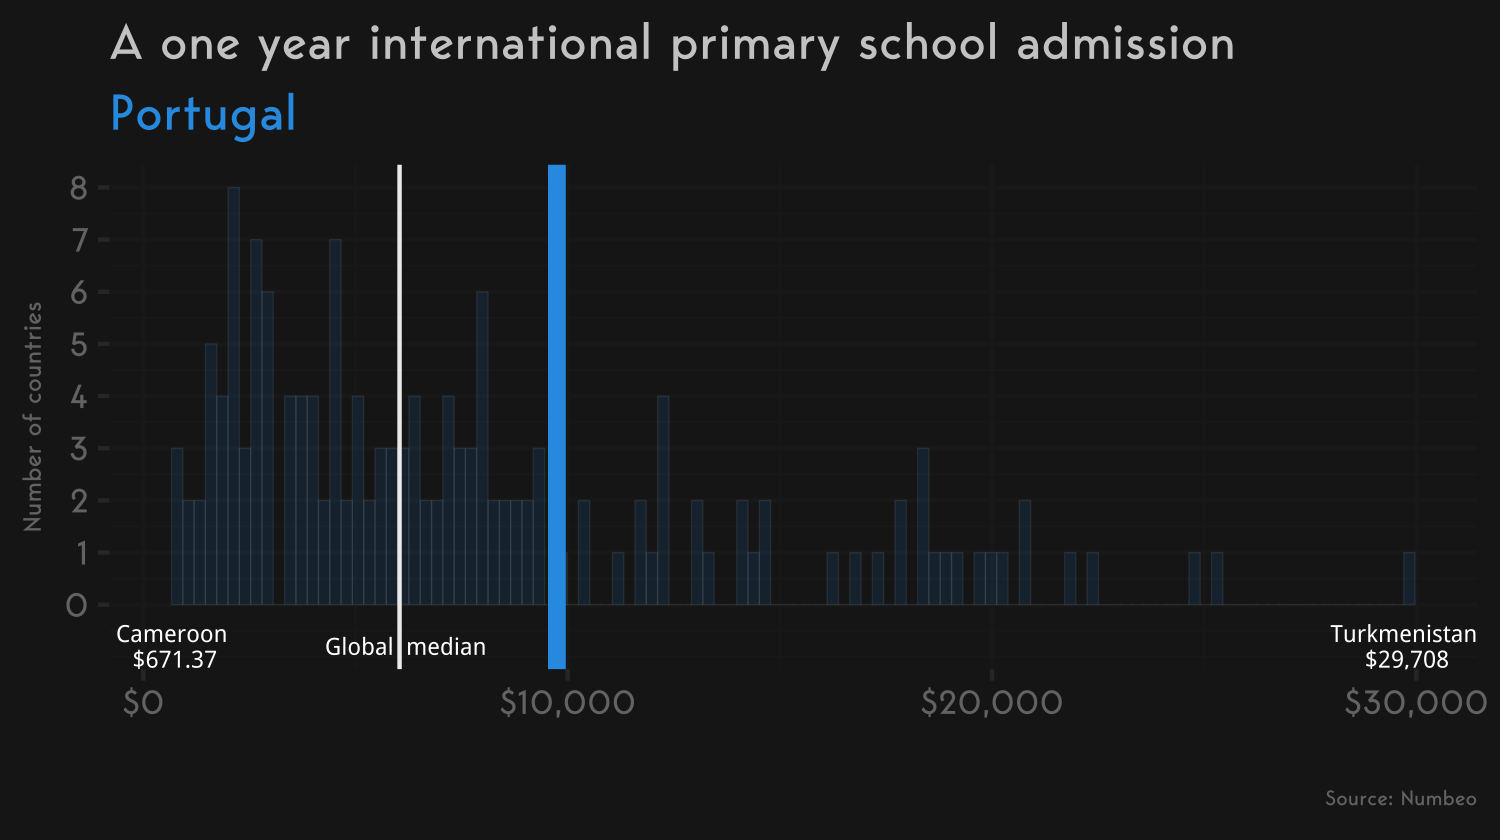 A one year international primary school admission
Portugal
Number of countries
8
7
6
5
4
3
2
1
0
Cameroon
$671.37
Global median
Turkmenistan
$29,708
$0
$10,000
$20,000
$30,000
Source: Numbeo